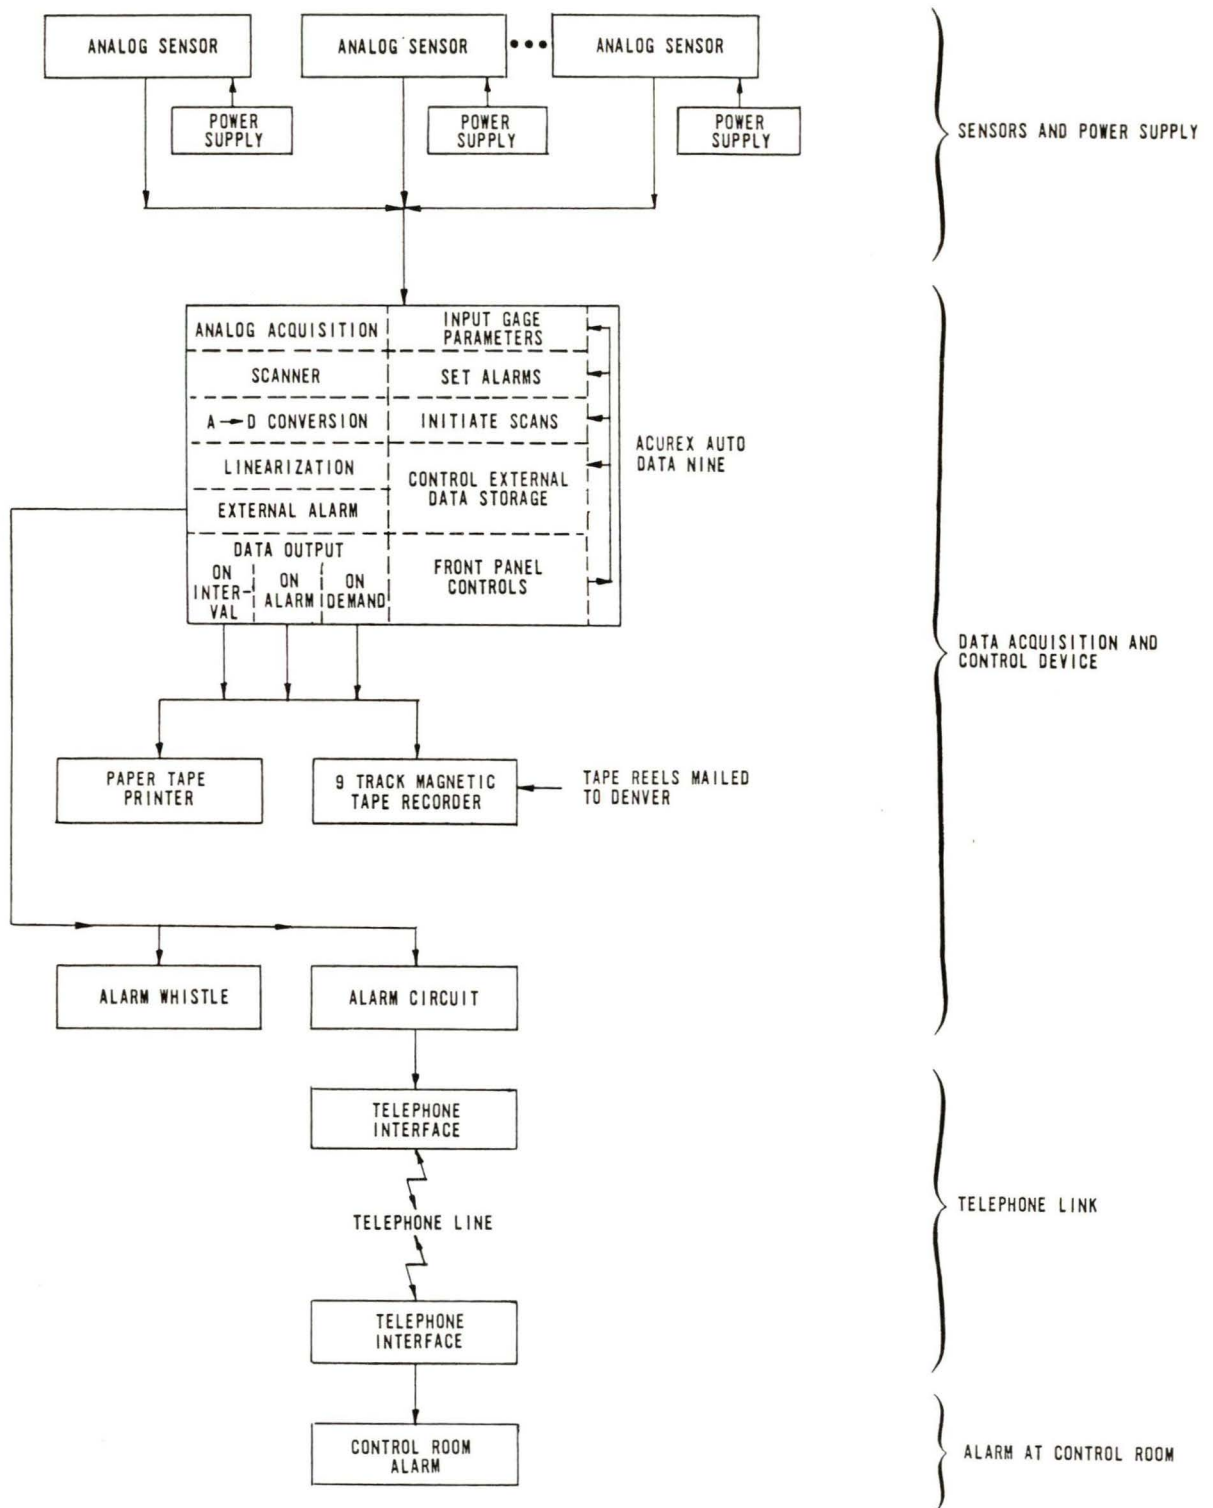 ANALOG SENSOR
ANALOG SENSOR
ANALOG SENSOR
POWER
SUPPLY
POWER
SUPPLY
POWER
SUPPLY
SENSORS AND POWER SUPPLY
ANALOG ACQUISITION
INPUT GAGE
PARAMETERS
SCANNER
SET ALARMS
A → D CONVERSION
INITIATE SCANS
LINEARIZATION
CONTROL EXTERNAL
DATA STORAGE
EXTERNAL ALARM
DATA OUTPUT
ON
INTER-
VAL
ON
ALARM
ON
DEMAND
FRONT PANEL
CONTROLS
ACUREX AUTO
DATA NINE
DATA ACQUISITION AND
CONTROL DEVICE
PAPER TAPE
PRINTER
9 TRACK MAGNETIC
TAPE RECORDER
TAPE REELS MAILED
TO DENVER
ALARM WHISTLE
ALARM CIRCUIT
TELEPHONE
INTERFACE
TELEPHONE LINE
TELEPHONE LINK
TELEPHONE
INTERFACE
CONTROL ROOM
ALARM
ALARM AT CONTROL ROOM